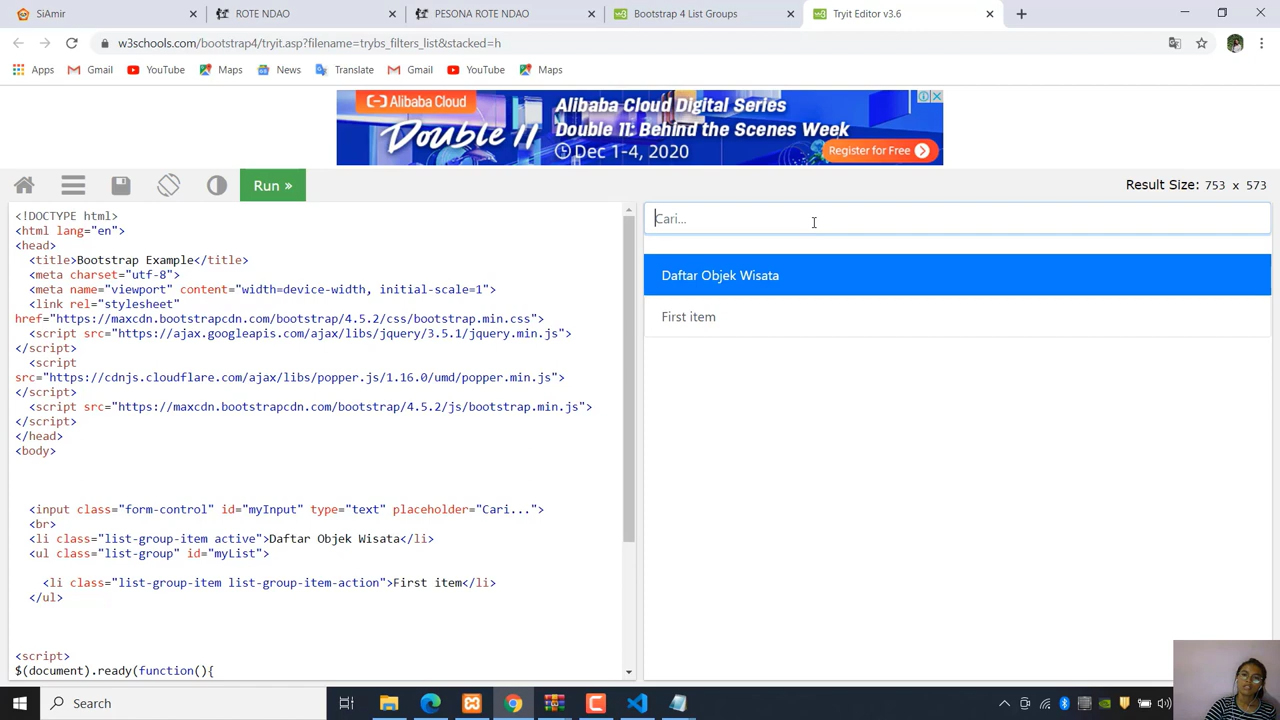 SiAmir
ROTE NDAO
PESONA ROTE NDAO
Bootstrap 4 List Groups
Tryit Editor v3.6
w3schools.com/bootstrap4/tryit.asp?filename=trybs_filters_list&stacked=h
Apps
Gmail
YouTube
Maps
News
Translate
Gmail
YouTube
Maps
Alibaba Cloud
Double 11
Alibaba Cloud Digital Series
Double 11: Behind the Scenes Week
Dec 1-4, 2020
Register for Free
Run »
Result Size: 753 x 573
<!DOCTYPE html>
<html lang="en">
<head>
<title>Bootstrap Example</title>
<meta charset="utf-8">
<meta name="viewport" content="width=device-width, initial-scale=1">
<link rel="stylesheet"
href="https://maxcdn.bootstrapcdn.com/bootstrap/4.5.2/css/bootstrap.min.css">
<script src="https://ajax.googleapis.com/ajax/libs/jquery/3.5.1/jquery.min.js">
</script>
<script
src="https://cdnjs.cloudflare.com/ajax/libs/popper.js/1.16.0/umd/popper.min.js">
</script>
<script src="https://maxcdn.bootstrapcdn.com/bootstrap/4.5.2/js/bootstrap.min.js">
</script>
</head>
<body>
<input class="form-control" id="myInput" type="text" placeholder="Cari...">
<br>
<li class="list-group-item active">Daftar Objek Wisata</li>
<ul class="list-group" id="myList">
<li class="list-group-item list-group-item-action">First item</li>
</ul>
<script>
$(document).ready(function(){
Cari...
Daftar Objek Wisata
First item
Search